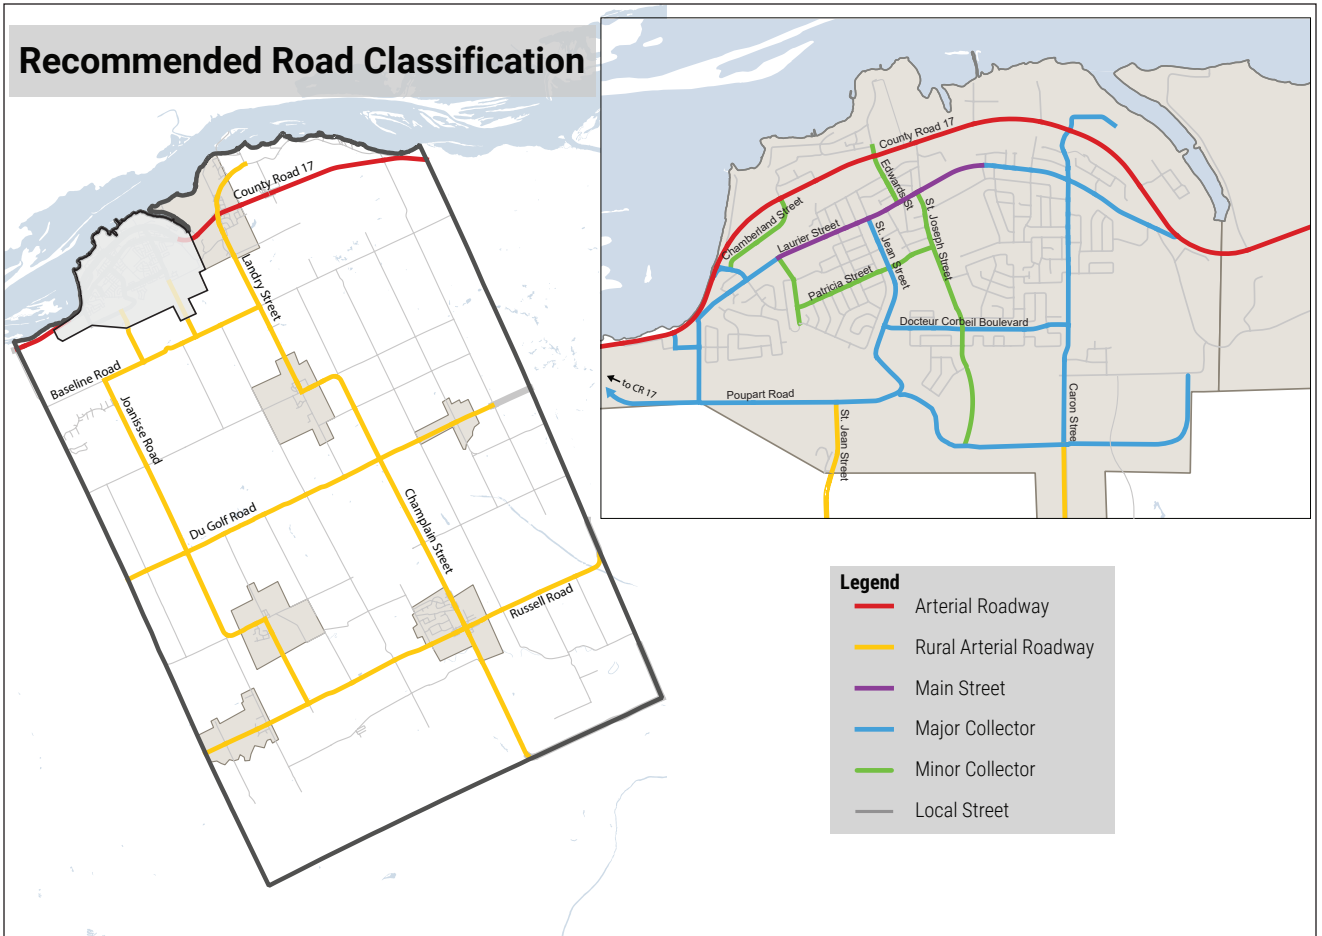 Recommended Road Classification
County Road 17
Landry Street
Baseline Road
Joanisse Road
Du Golf Road
Champlain Street
Russell Road
County Road 17
Edwards St
Chamberland Street
Laurier Street
St. Joseph Street
St. Jean Street
Patricia Street
Docteur Corbeil Boulevard
to CR 17
Poupart Road
St. Jean Street
Caron Stree
Legend
Arterial Roadway
Rural Arterial Roadway
Main Street
Major Collector
Minor Collector
Local Street